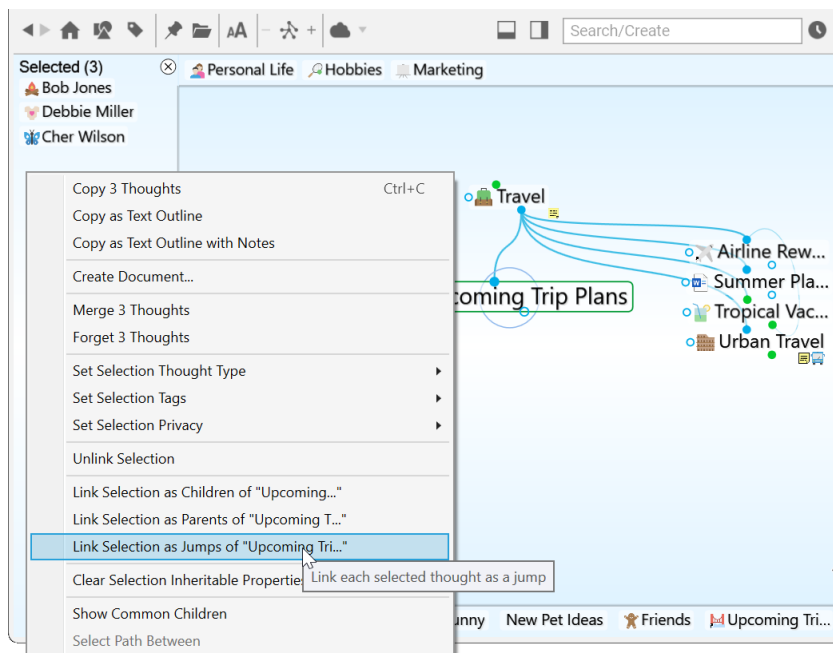 AA
Search/Create
Selected (3)
Personal Life
Hobbies
Marketing
Bob Jones
Debbie Miller
Cher Wilson
Copy 3 Thoughts Ctrl+C
Copy as Text Outline
Copy as Text Outline with Notes
Create Document...
Merge 3 Thoughts
Forget 3 Thoughts
Set Selection Thought Type
Set Selection Tags
Set Selection Privacy
Unlink Selection
Link Selection as Children of "Upcoming..."
Link Selection as Parents of "Upcoming T..."
Link Selection as Jumps of "Upcoming Tri..."
Clear Selection Inheritable Properties
Link each selected thought as a jump
Show Common Children
Select Path Between
Travel
coming Trip Plans
Airline Rew...
Summer Pla...
Tropical Vac...
Urban Travel
unny
New Pet Ideas
Friends
Upcoming Tri...